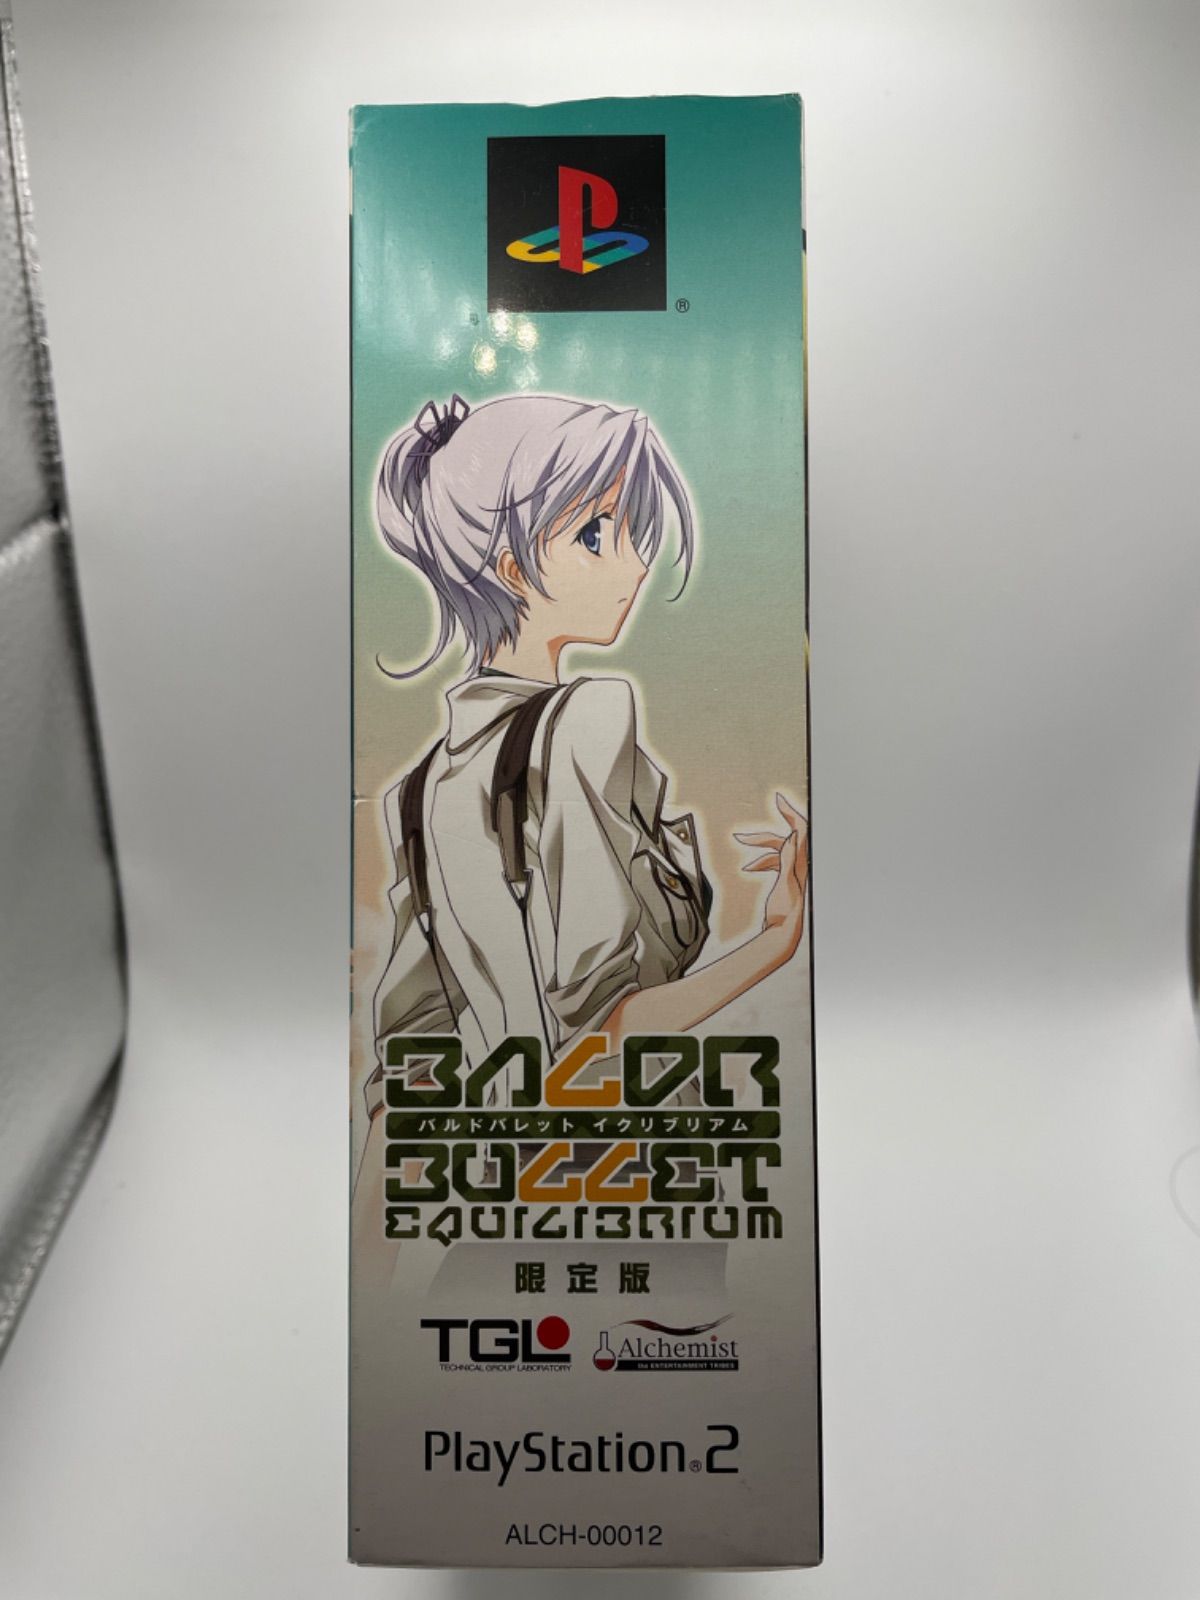 ®
BALDR
バルドバレット イクリブリアム
BULLET
EQUILIBRIUM
限定版
TGL
TECHNICAL GROUP LABORATORY
Alchemist
the ENTERTAINMENT TRIBES
PlayStation®2
ALCH-00012